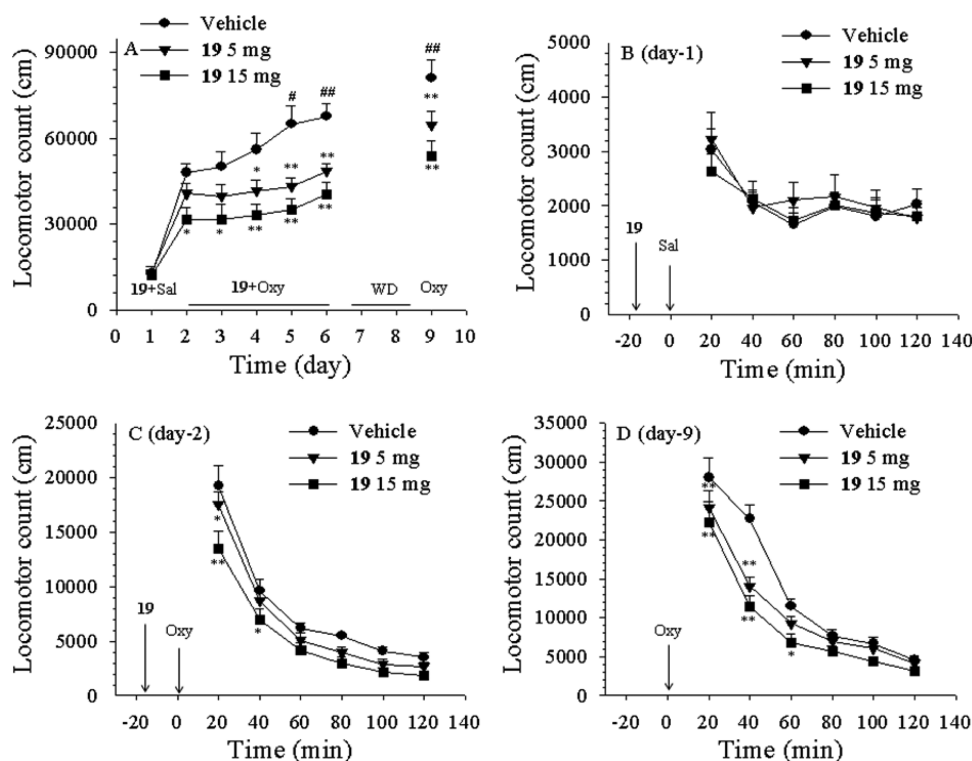 Vehicle
19 5 mg
19 15 mg
A
Locomotor count (cm)
90000
60000
30000
0
#
##
##
**
*
**
**
*
*
**
**
**
**
19+Sal
19+Oxy
WD
Oxy
0 1 2 3 4 5 6 7 8 9 10
Time (day)
B (day-1)
Vehicle
19 5 mg
19 15 mg
Locomotor count (cm)
5000
4000
3000
2000
1000
0
19
Sal
-20 0 20 40 60 80 100 120 140
Time (min)
C (day-2)
Vehicle
19 5 mg
19 15 mg
Locomotor count (cm)
25000
20000
15000
10000
5000
0
*
**
*
19
Oxy
-20 0 20 40 60 80 100 120 140
Time (min)
D (day-9)
Vehicle
19 5 mg
19 15 mg
Locomotor count (cm)
35000
30000
25000
20000
15000
10000
5000
0
**
**
**
**
*
Oxy
-20 0 20 40 60 80 100 120 140
Time (min)